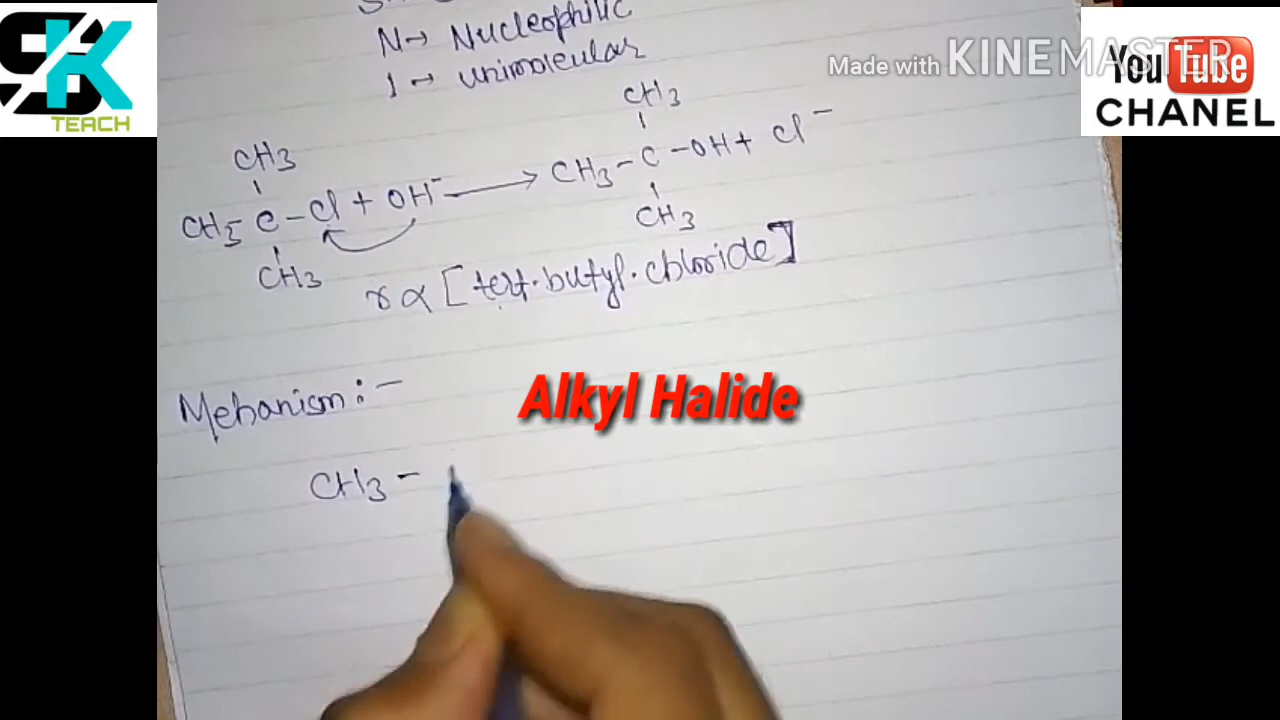 SK
TEACH
Made with KINEMASTER
YouTube
CHANEL
N→ Nucleophilic
1 → unimolecular
CH3 CH3
CH3 C - Cl + OH⁻ → CH3 - C - OH + Cl⁻
CH3 CH3
r α [tert.butyl.chloride]
Mehanism :-
Alkyl Halide
CH3 -